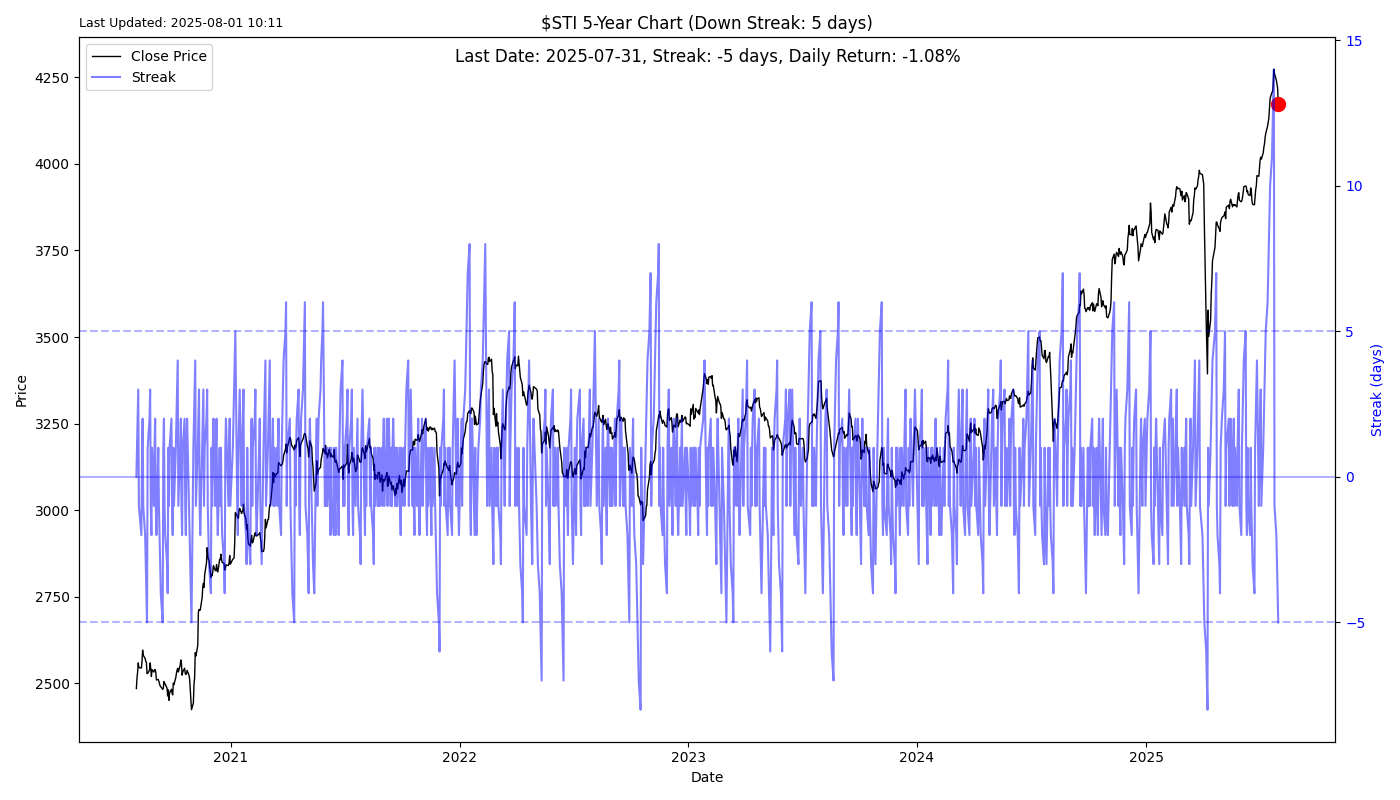 Last Updated: 2025-08-01 10:11
$STI 5-Year Chart (Down Streak: 5 days)
Last Date: 2025-07-31, Streak: -5 days, Daily Return: -1.08%
Close Price
Streak
Price
4250
4000
3750
3500
3250
3000
2750
2500
15
10
5
0
−5
Streak (days)
2021
2022
2023
2024
2025
Date